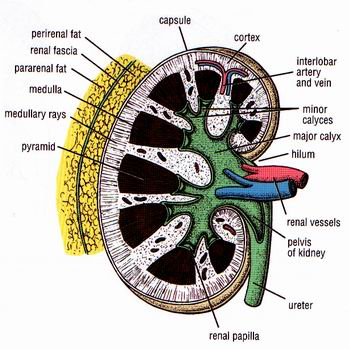 capsule
cortex
perirenal fat
renal fascia
pararenal fat
medulla
medullary rays
pyramid
interlobar
artery
and vein
minor
calyces
major calyx
hilum
renal vessels
pelvis
of kidney
ureter
renal papilla